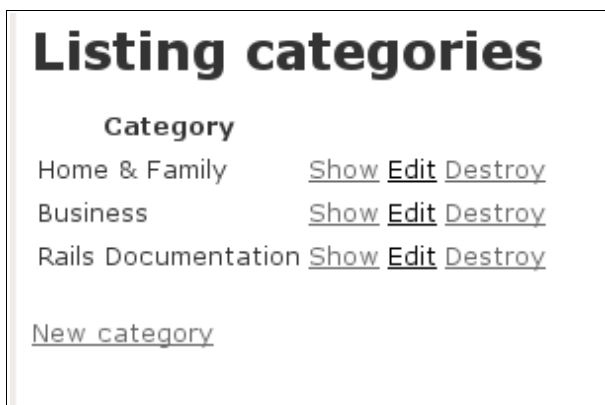 Listing categories
Category
Home & Family Show Edit Destroy
Business Show Edit Destroy
Rails Documentation Show Edit Destroy
New category